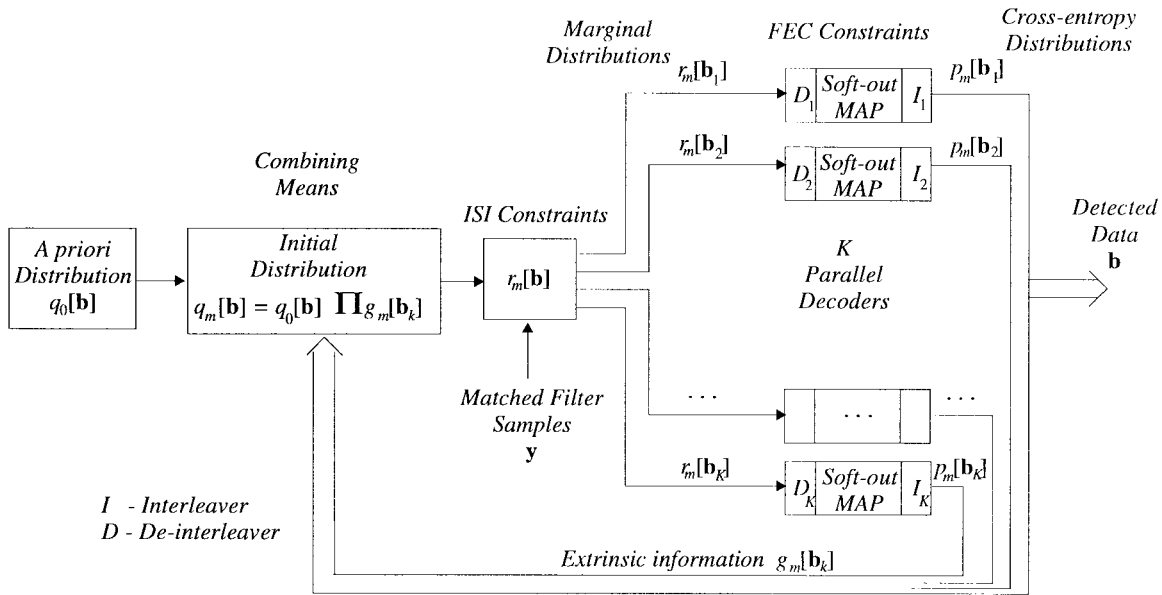 Marginal
Distributions
FEC Constraints
Cross-entropy
Distributions
r_m[b_1]
D_1 Soft-out MAP I_1
p_m[b_1]
r_m[b_2]
D_2 Soft-out MAP I_2
p_m[b_2]
Combining
Means
ISI Constraints
A priori
Distribution
q_0[b]
Initial
Distribution
q_m[b] = q_0[b] ∏ g_m[b_k]
r_m[b]
K
Parallel
Decoders
Detected
Data
b
Matched Filter
Samples
y
...
...
...
r_m[b_K]
D_K Soft-out MAP I_K
p_m[b_K]
I - Interleaver
D - De-interleaver
Extrinsic information g_m[b_k]